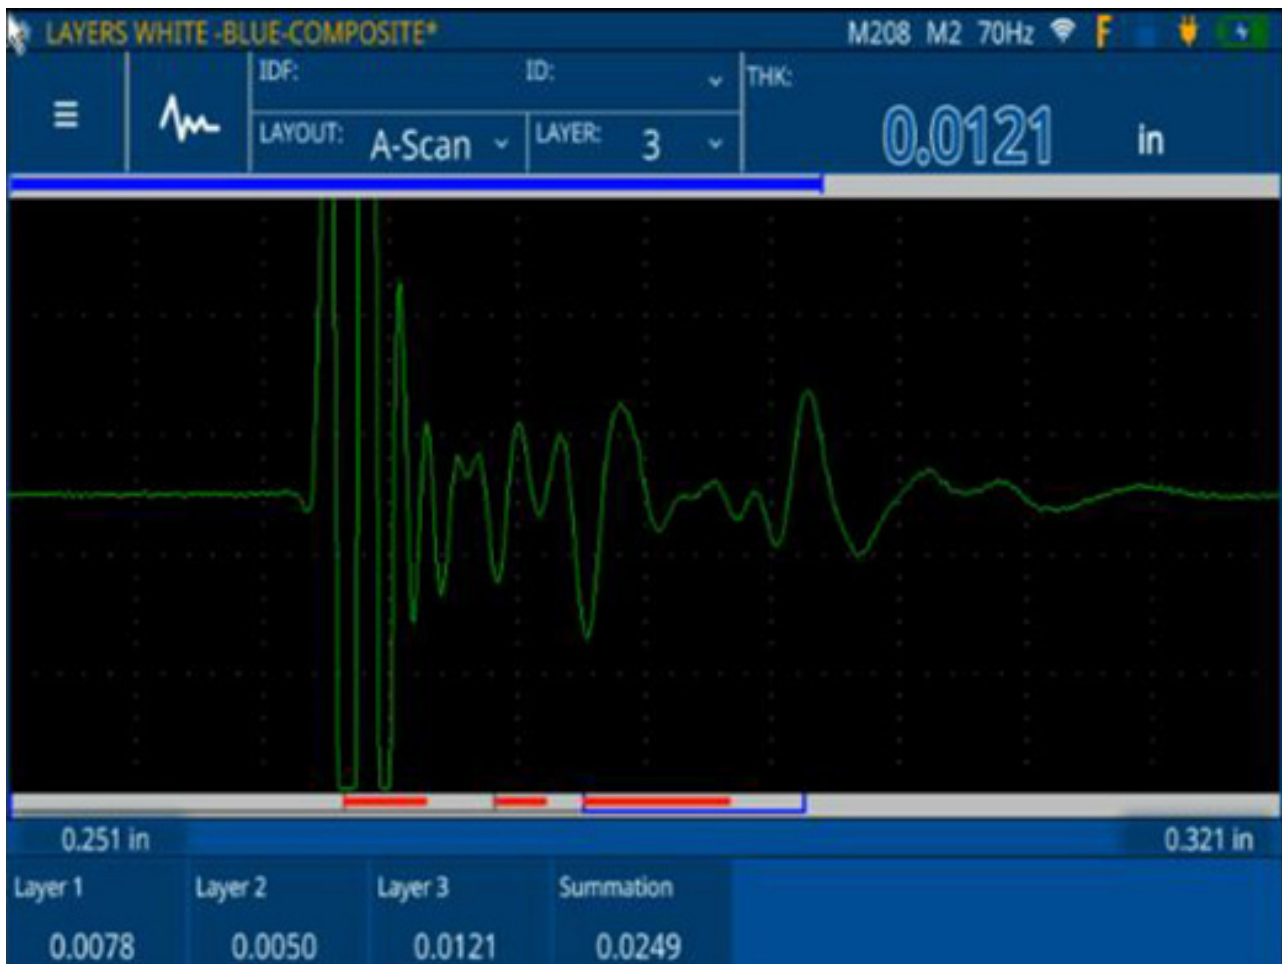 LAYERS WHITE -BLUE-COMPOSITE* M208 M2 70Hz F
IDF: ID: THK:
LAYOUT: A-Scan LAYER: 3 0.0121 in
0.251 in 0.321 in
Layer 1 Layer 2 Layer 3 Summation
0.0078 0.0050 0.0121 0.0249